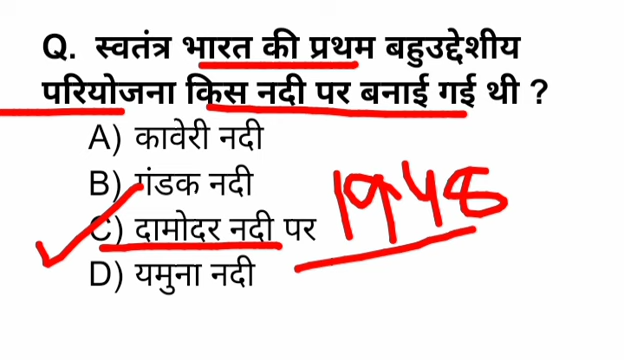 Q. स्वतंत्र भारत की प्रथम बहुउद्देशीय
परियोजना किस नदी पर बनाई गई थी ?
A) कावेरी नदी
B) गंडक नदी
C) दामोदर नदी पर
1948
D) यमुना नदी